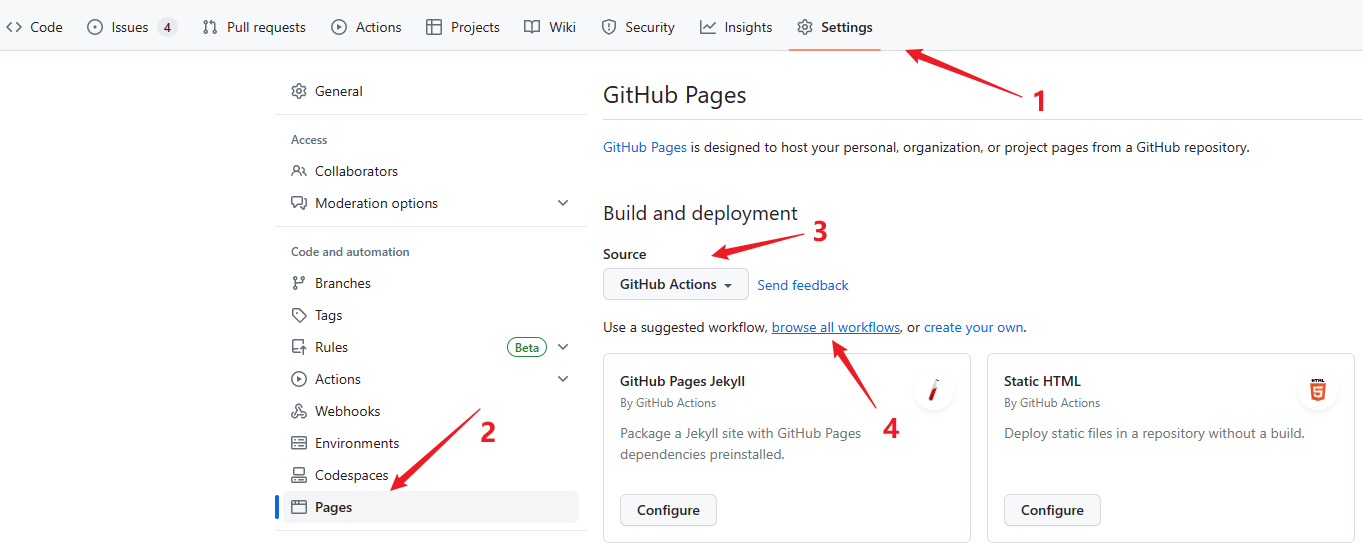 Code Issues 4 Pull requests Actions Projects Wiki Security Insights Settings
1
General
Access
Collaborators
Moderation options
Code and automation
Branches
Tags
Rules Beta
Actions
Webhooks
Environments
Codespaces
Pages
2
GitHub Pages
GitHub Pages is designed to host your personal, organization, or project pages from a GitHub repository.
Build and deployment
3
Source
GitHub Actions Send feedback
Use a suggested workflow, browse all workflows, or create your own.
4
GitHub Pages Jekyll
By GitHub Actions
Package a Jekyll site with GitHub Pages
dependencies preinstalled.
Configure
Static HTML
By GitHub Actions
HTML
5
Deploy static files in a repository without a build.
Configure